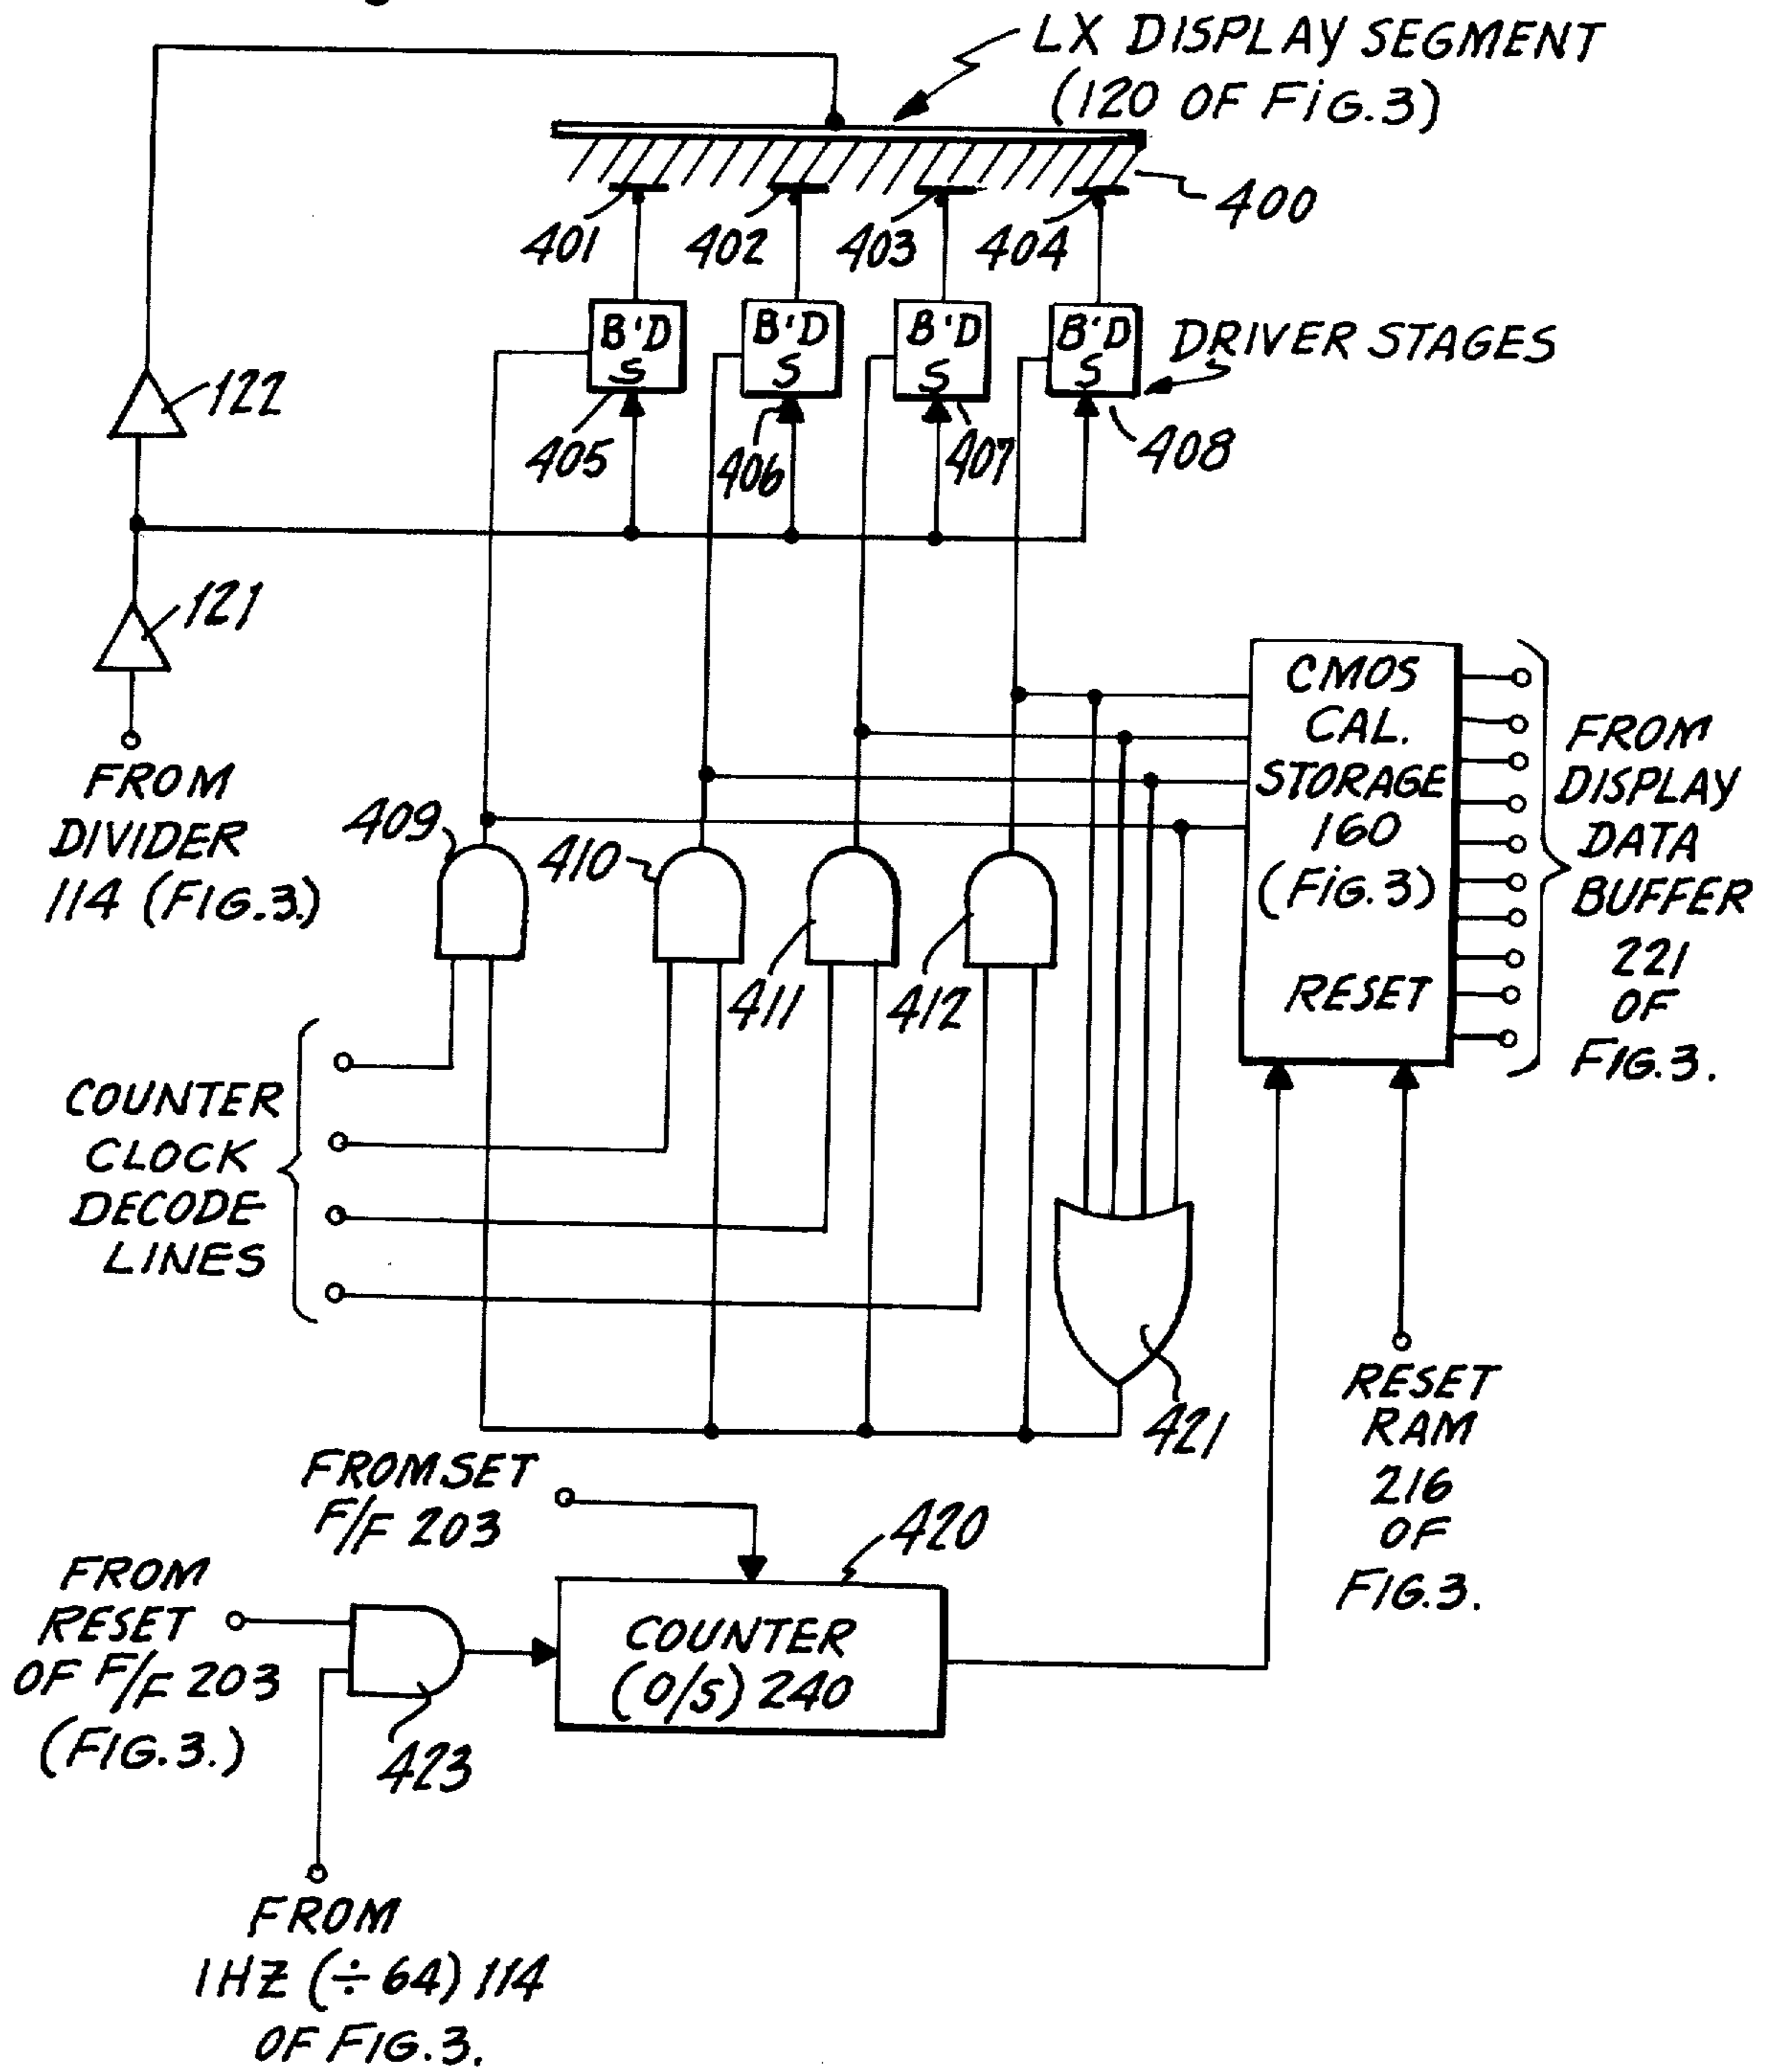 LX DISPLAY SEGMENT
(120 OF FIG.3)
400
401
402
403
404
B'D
S
B'D
S
B'D
S
B'D
S
DRIVER STAGES
122
405
406
407
408
121
FROM
DIVIDER
114 (FIG.3.)
CMOS
CAL.
STORAGE
160
(FIG.3)
RESET
FROM
DISPLAY
DATA
BUFFER
221
OF
FIG.3.
409
410
411
412
COUNTER
CLOCK
DECODE
LINES
421
RESET
RAM
216
OF
FIG.3.
FROM SET
F/F 203
420
FROM
RESET
OF F/F 203
(FIG.3.)
COUNTER
(O/S) 240
423
FROM
1HZ (÷64) 114
OF FIG.3.